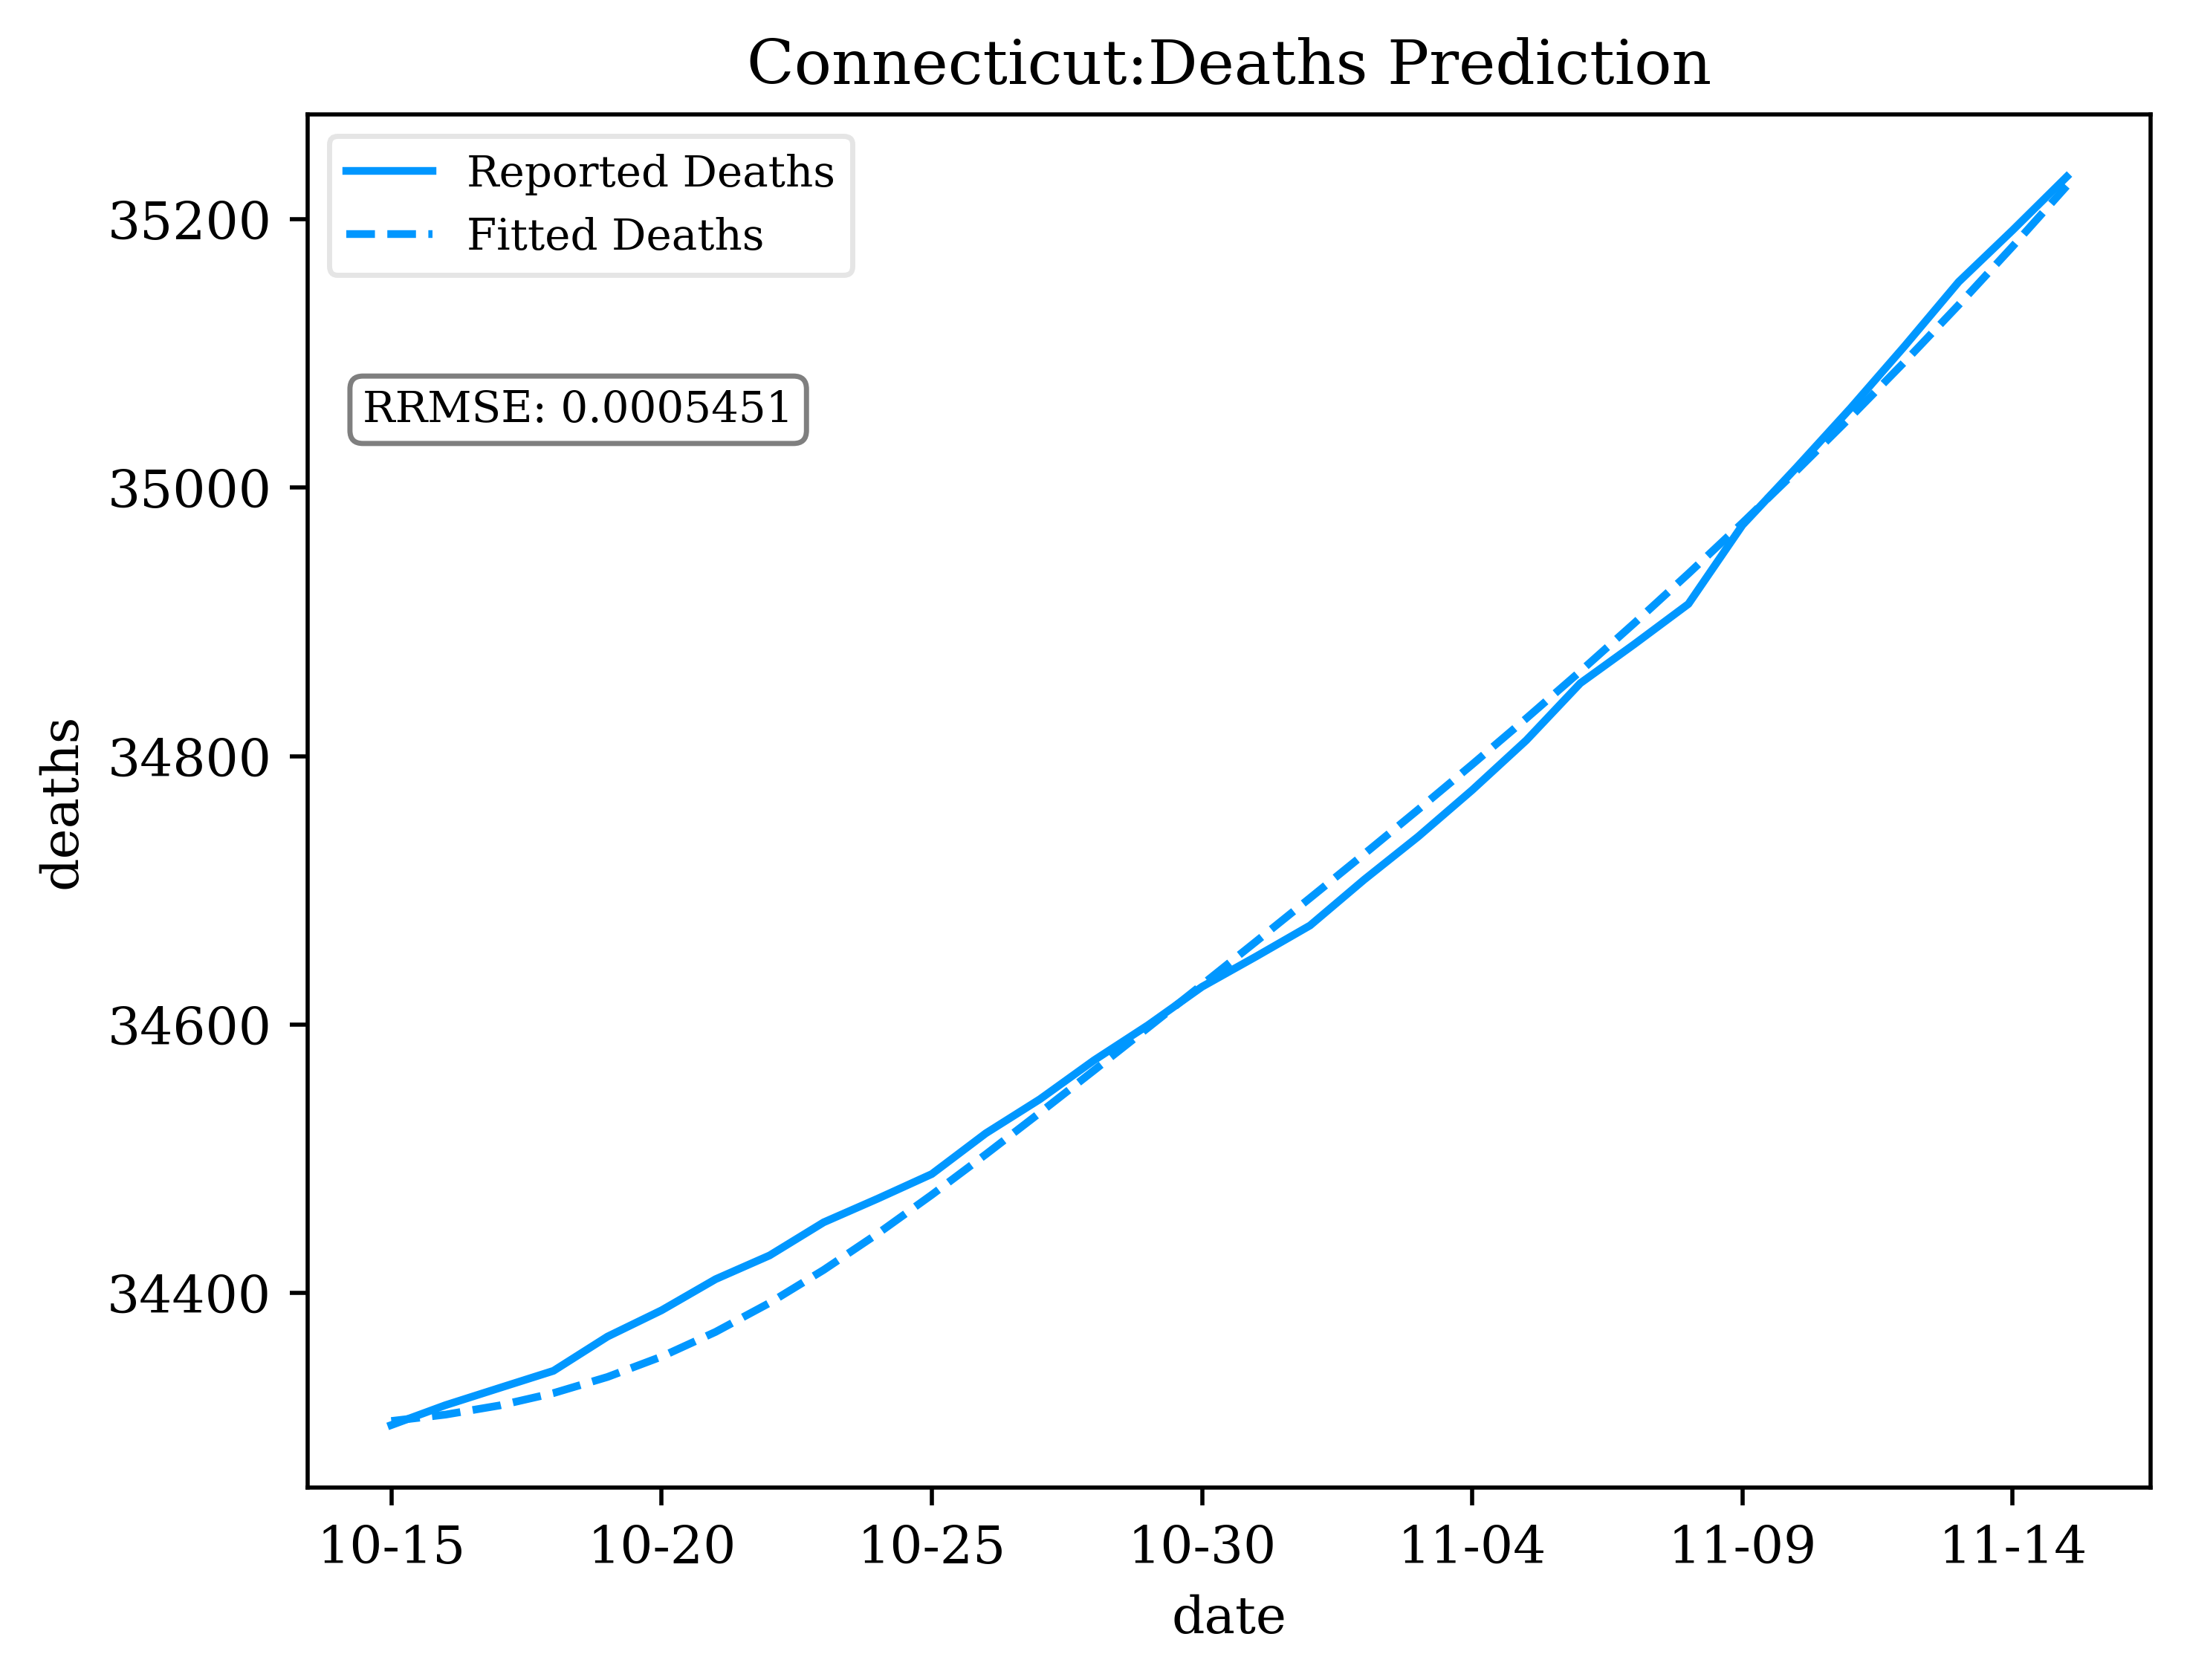 Connecticut:Deaths Prediction
Reported Deaths
Fitted Deaths
RRMSE: 0.0005451
35200
35000
34800
34600
34400
deaths
10-15 10-20 10-25 10-30 11-04 11-09 11-14
date